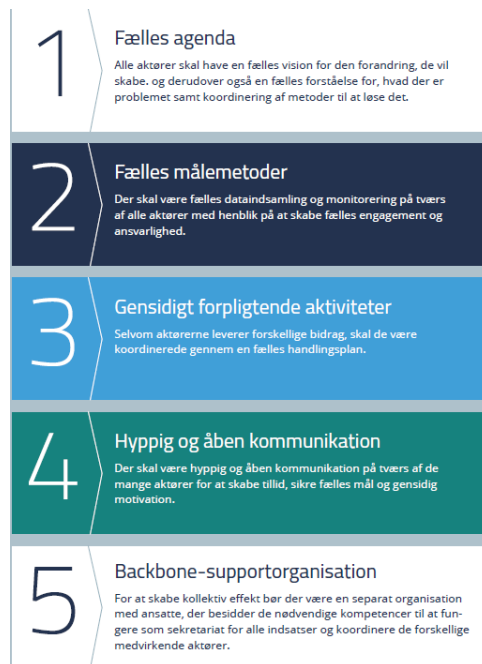 1
Fælles agenda
Alle aktører skal have en fælles vision for den forandring, de vil
skabe. og derudover også en fælles forståelse for, hvad der er
problemet samt koordinering af metoder til at løse det.
2
Fælles målemetoder
Der skal være fælles dataindsamling og monitorering på tværs
af alle aktører med henblik på at skabe fælles engagement og
ansvarlighed.
3
Gensidigt forpligtende aktiviteter
Selvom aktørerne leverer forskellige bidrag, skal de være
koordinerede gennem en fælles handlingsplan.
4
Hyppig og åben kommunikation
Der skal være hyppig og åben kommunikation på tværs af de
mange aktører for at skabe tillid, sikre fælles mål og gensidig
motivation.
5
Backbone-supportorganisation
For at skabe kollektiv effekt bør der være en separat organisation
med ansatte, der besidder de nødvendige kompetencer til at fun-
gere som sekretariat for alle indsatser og koordinere de forskellige
medvirkende aktører.